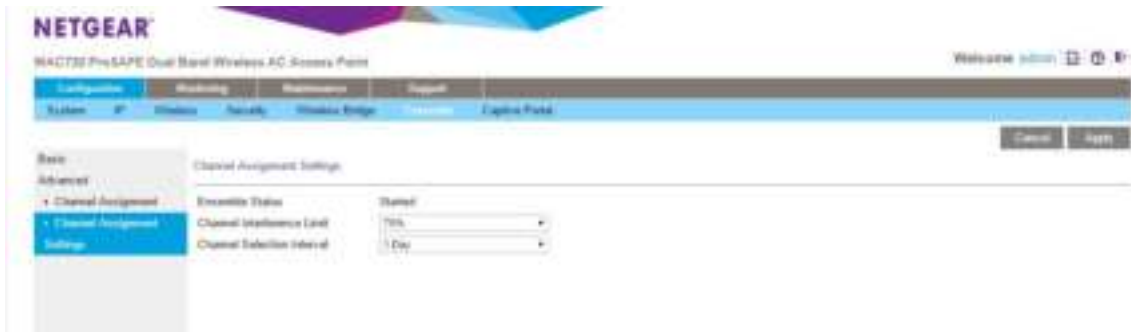 NETGEAR
WAC730 ProSAFE Dual Band Wireless AC Access Point
Welcome admin
Configuration Monitoring Maintenance Support
System IP Wireless Security Wireless Bridge Ensemble Captive Portal
Cancel Apply
Basic
Advanced
Channel Assignment
Channel Assignment
Settings
Channel Assignment Settings
Ensemble Status Started
Channel Interference Limit 75%
Channel Selection Interval 1 Day